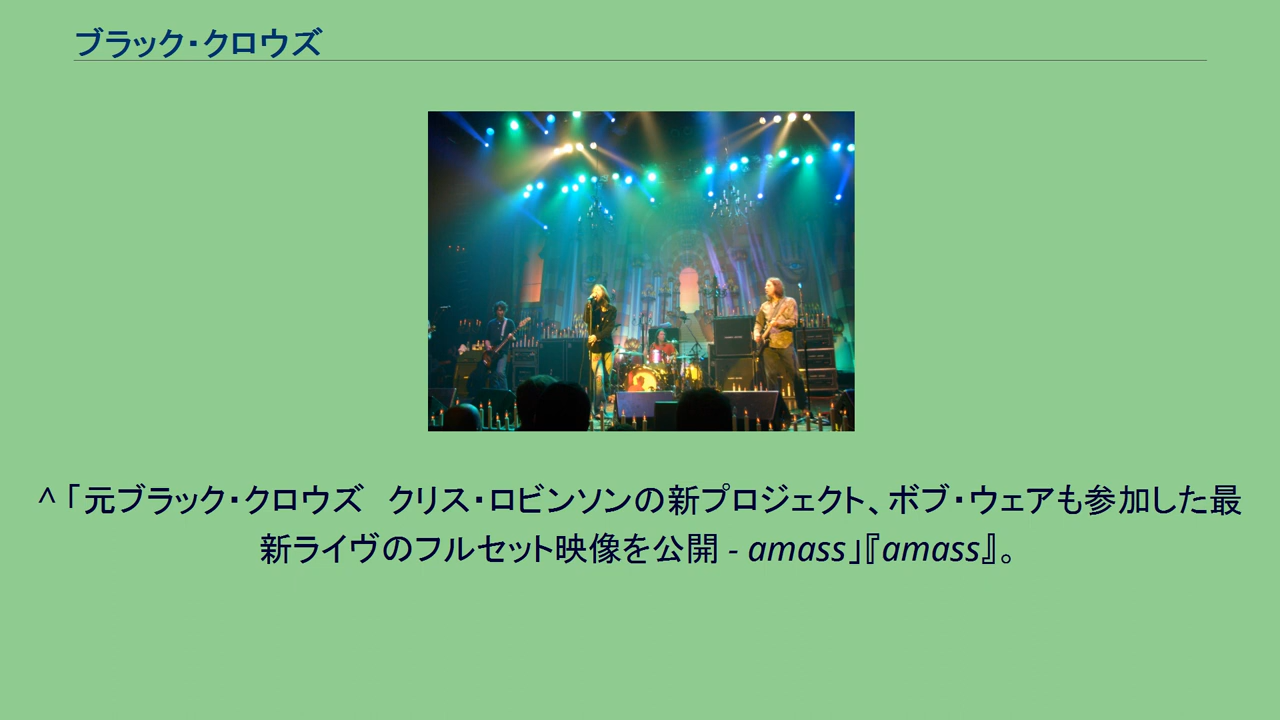 ブラック・クロウズ
^ 「元ブラック・クロウズ　クリス・ロビンソンの新プロジェクト、ボブ・ウェアも参加した最
新ライヴのフルセット映像を公開 - amass」『amass』。